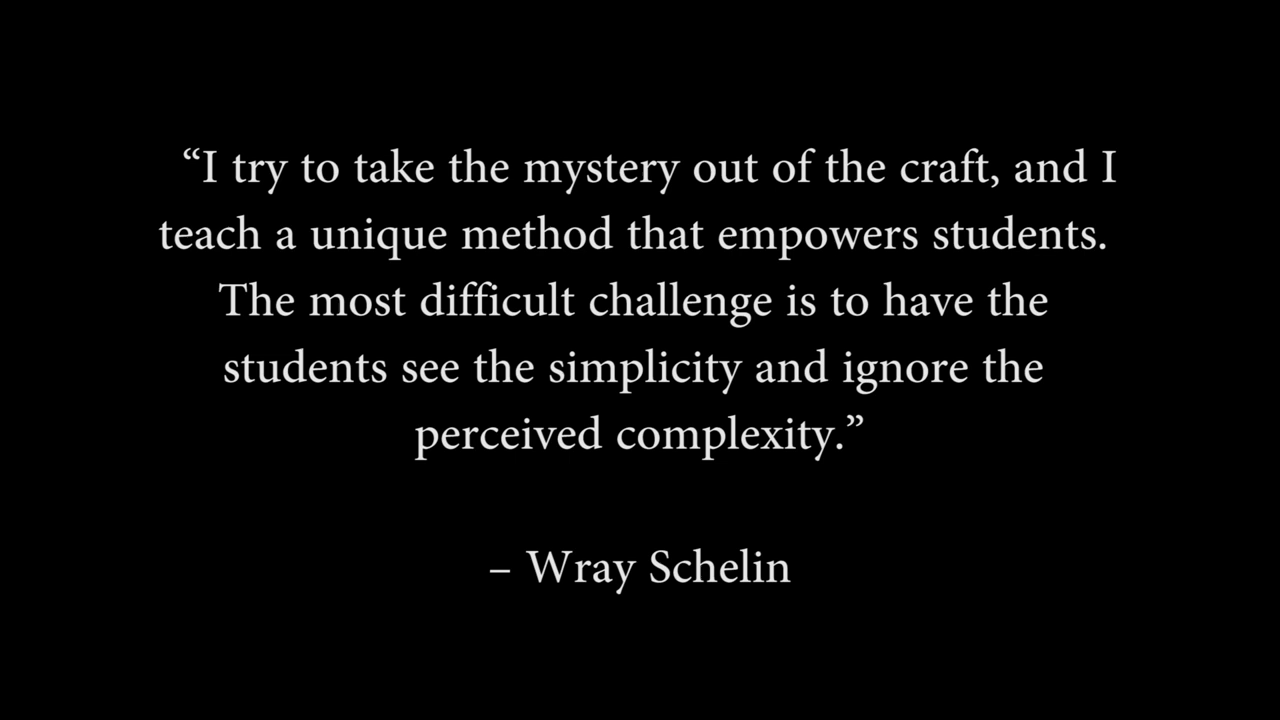 “I try to take the mystery out of the craft, and I
teach a unique method that empowers students.
The most difficult challenge is to have the
students see the simplicity and ignore the
perceived complexity.”
– Wray Schelin